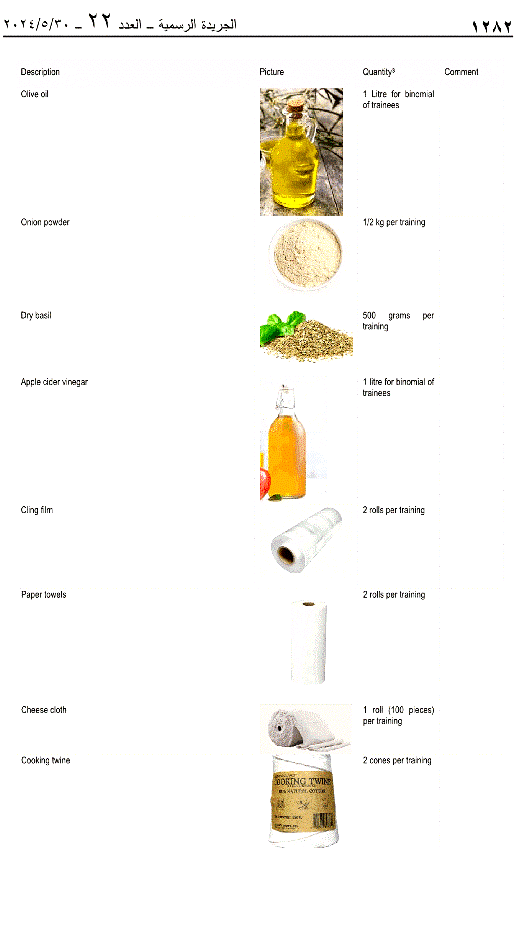 ١٢٨٢
الجريدة الرسمية – العدد ٢٢ – ٢٠٢٤/٥/٣٠
Description Picture Quantity³ Comment
Olive oil 1 Litre for binomial
of trainees
Onion powder 1/2 kg per training
Dry basil 500 grams per
training
Apple cider vinegar 1 litre for binomial of
trainees
Cling film 2 rolls per training
Paper towels 2 rolls per training
Cheese cloth 1 roll (100 pieces)
per training
Cooking twine 2 cones per training
COOKING TWINE